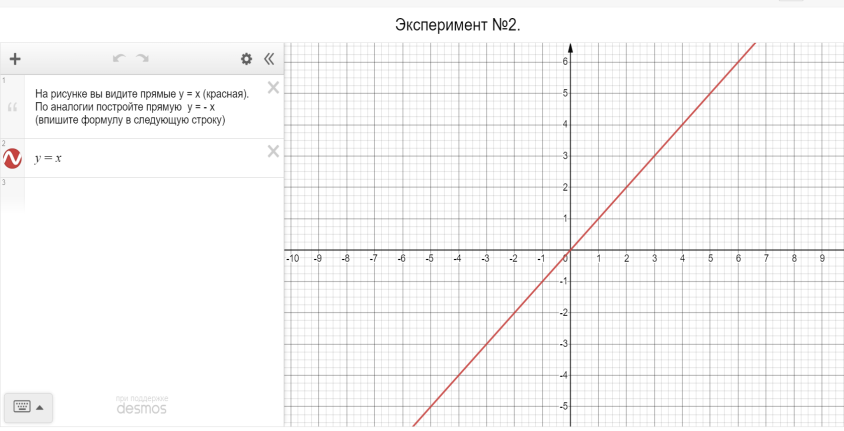 Эксперимент №2.
1
На рисунке вы видите прямые y = x (красная).
По аналогии постройте прямую y = - x
(впишите формулу в следующую строку)
2
y = x
3
при поддержке
desmos
6
5
4
3
2
1
-10 -9 -8 -7 -6 -5 -4 -3 -2 -1 0 1 2 3 4 5 6 7 8 9
-1
-2
-3
-4
-5